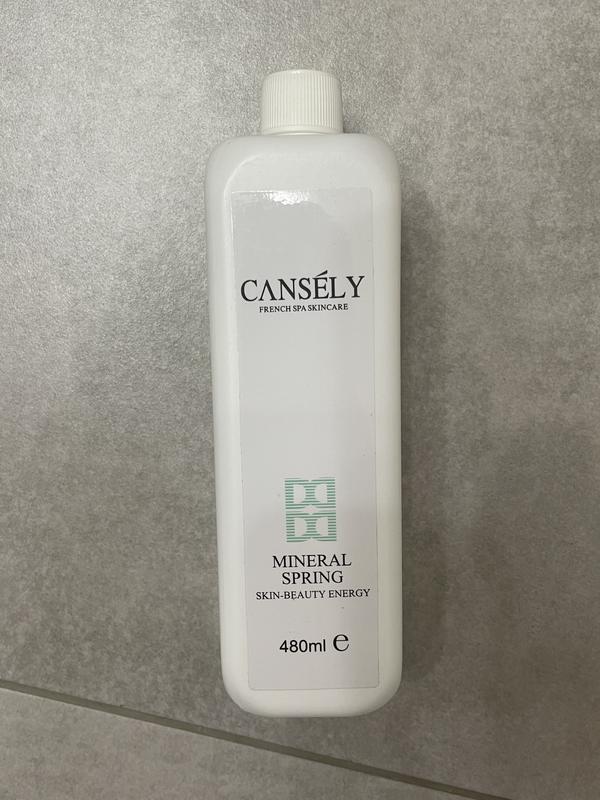 CANSÉLY
FRENCH SPA SKINCARE
MINERAL
SPRING
SKIN-BEAUTY ENERGY
480ml ℮